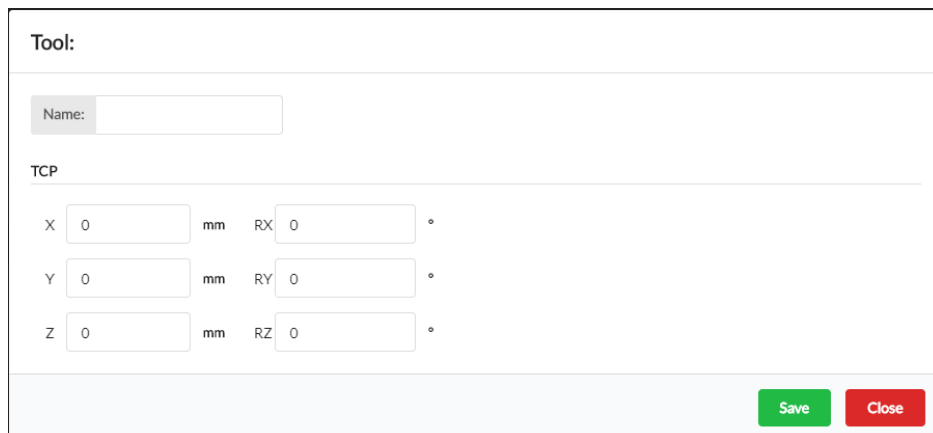 Tool:
Name:
TCP
X 0 mm RX 0 °
Y 0 mm RY 0 °
Z 0 mm RZ 0 °
Save Close